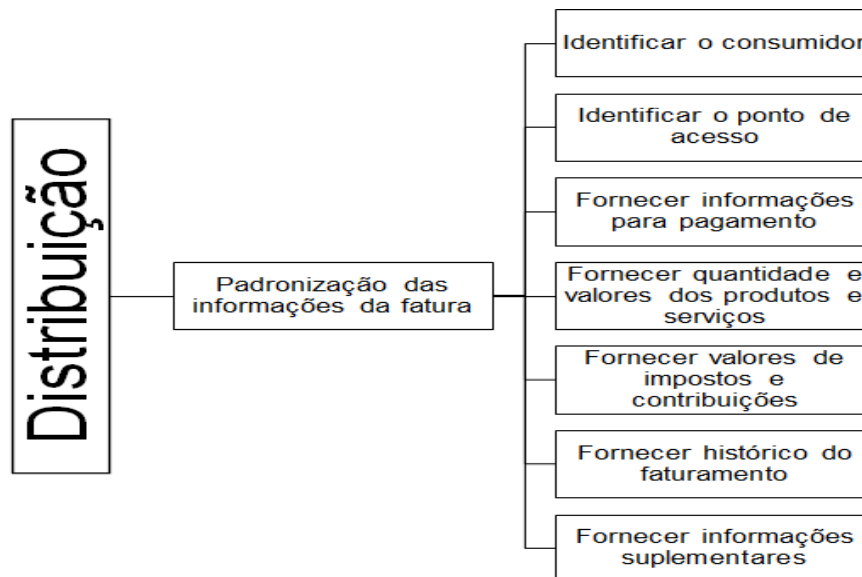 Distribuição
Padronização das
informações da fatura
Identificar o consumidor
Identificar o ponto de
acesso
Fornecer informações
para pagamento
Fornecer quantidade e
valores dos produtos e
serviços
Fornecer valores de
impostos e
contribuições
Fornecer histórico do
faturamento
Fornecer informações
suplementares